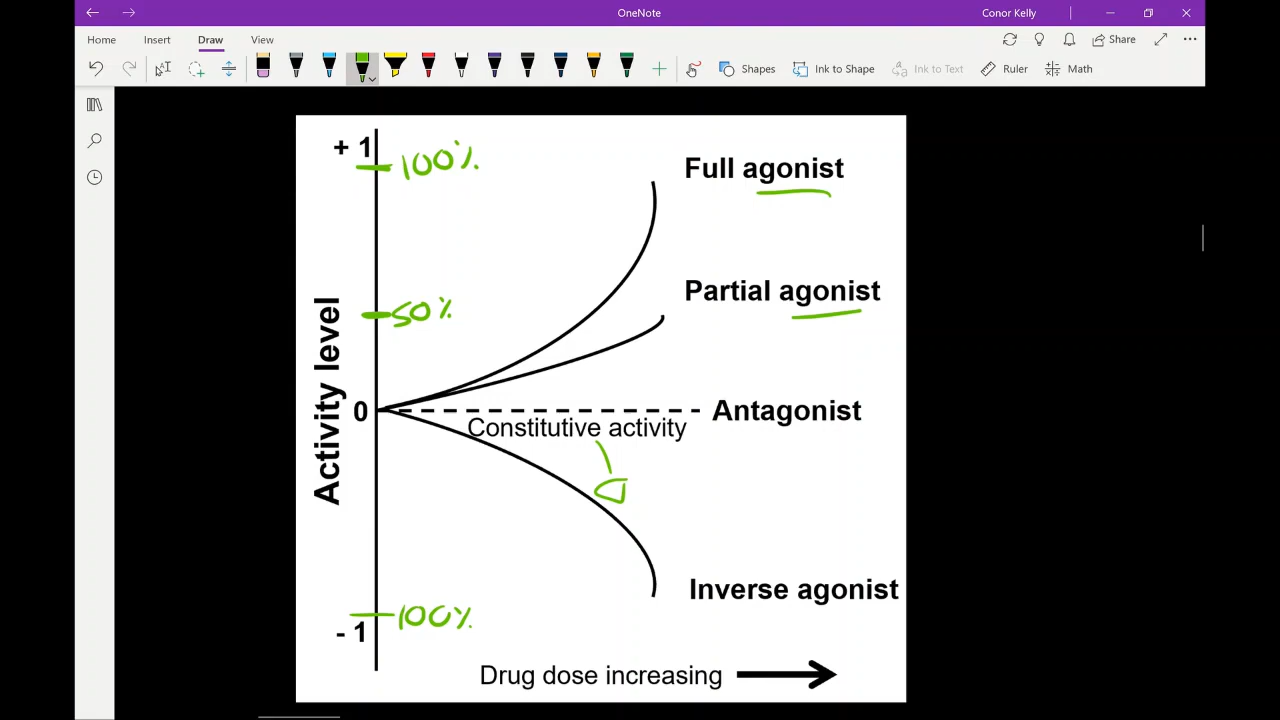 OneNote
Conor Kelly
Home Insert Draw View
Share
Shapes Ink to Shape Ink to Text Ruler Math
+ 1
100%
Full agonist
Partial agonist
50%
Activity level
0
Antagonist
Constitutive activity
Inverse agonist
100%
- 1
Drug dose increasing